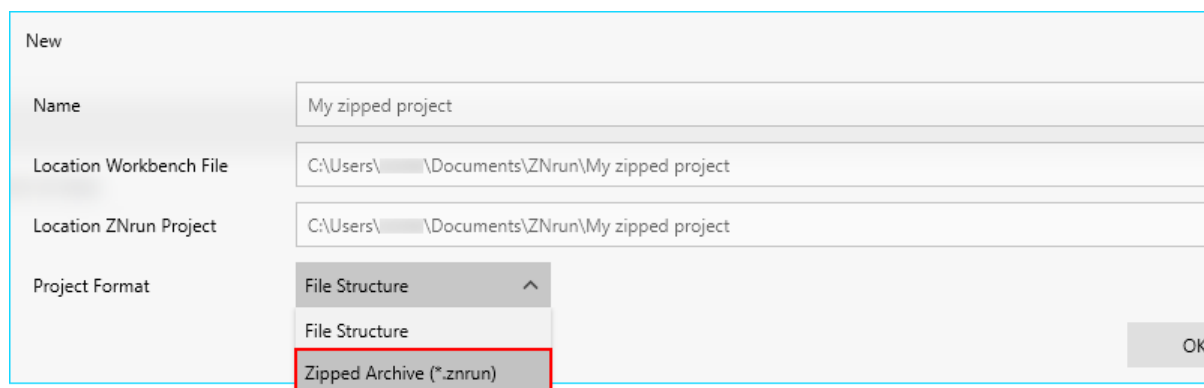 New
Name
My zipped project
Location Workbench File
C:\Users\ \Documents\ZNrun\My zipped project
Location ZNrun Project
C:\Users\ \Documents\ZNrun\My zipped project
Project Format
File Structure
File Structure
Zipped Archive (*.znrun)
OK